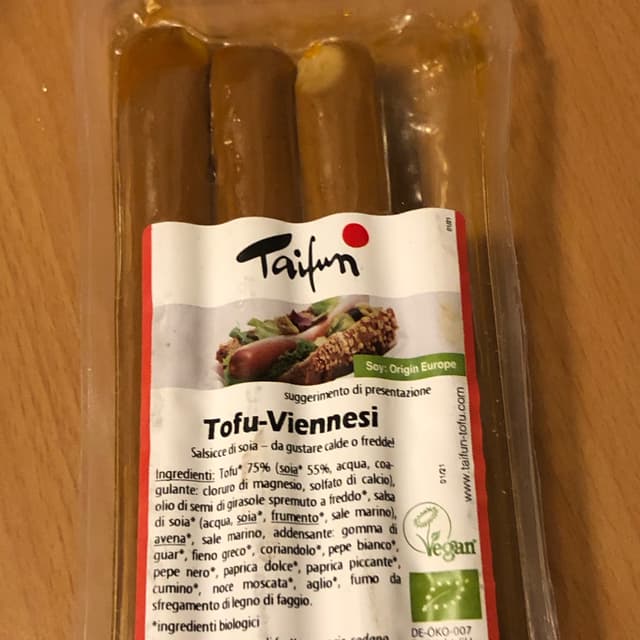 01/81
Taifun
Soy: Origin Europe
suggerimento di presentazione
Tofu-Viennesi
Salsicce di soia – da gustare calde o fredde!
Ingredienti: Tofu* 75% (soia* 55%, acqua, coa-
gulante: cloruro di magnesio, solfato di calcio),
olio di semi di girasole spremuto a freddo*, salsa
di soia* (acqua, soia*, frumento*, sale marino),
avena*, sale marino, addensante: gomma di
guar*, fieno greco*, coriandolo*, pepe bianco*,
pepe nero*, paprica dolce*, paprica piccante*,
cumino*, noce moscata*, aglio*, fumo da
sfregamento di legno di faggio.
*ingredienti biologici
www.taifun-tofu.com
01/21
Vegan
DE-ÖKO-007